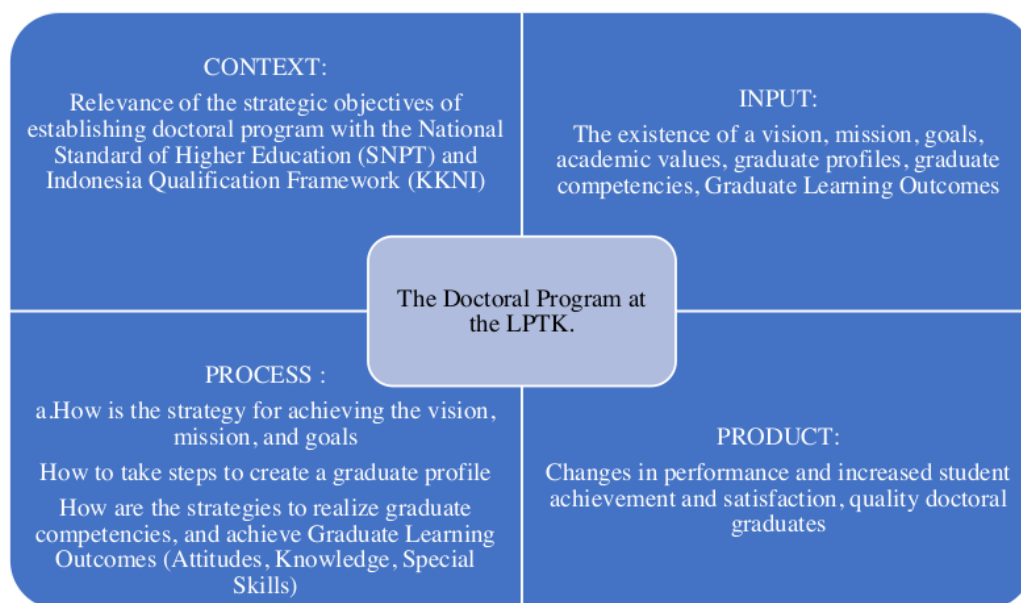 CONTEXT:
Relevance of the strategic objectives of
establishing doctoral program with the National
Standard of Higher Education (SNPT) and
Indonesia Qualification Framework (KKNI)
INPUT:
The existence of a vision, mission, goals,
academic values, graduate profiles, graduate
competencies, Graduate Learning Outcomes
The Doctoral Program at
the LPTK.
PROCESS :
a.How is the strategy for achieving the vision,
mission, and goals
How to take steps to create a graduate profile
How are the strategies to realize graduate
competencies, and achieve Graduate Learning
Outcomes (Attitudes, Knowledge, Special
Skills)
PRODUCT:
Changes in performance and increased student
achievement and satisfaction, quality doctoral
graduates